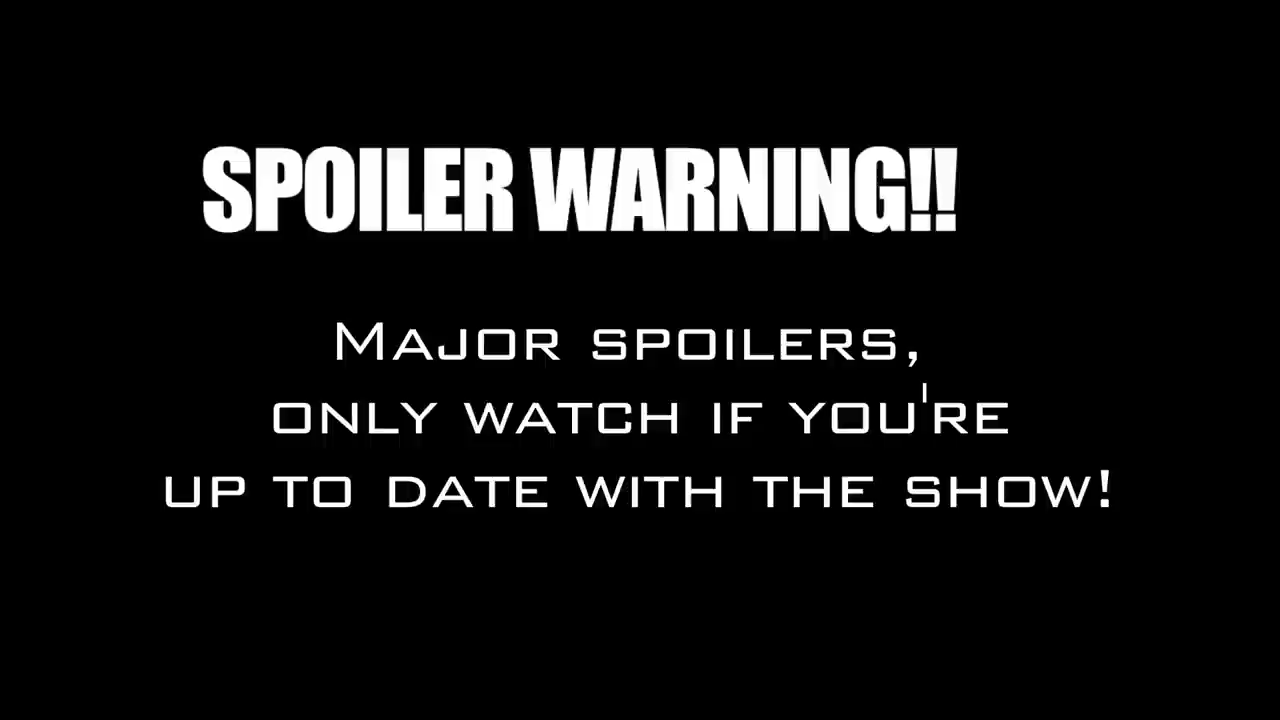 SPOILER WARNING!!
Major spoilers,
only watch if you're
up to date with the show!